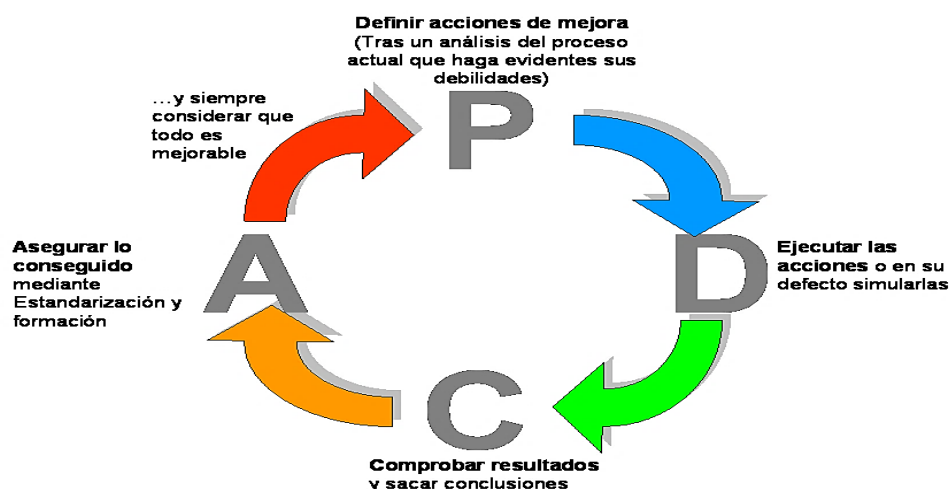 Definir acciones de mejora
(Tras un análisis del proceso
actual que haga evidentes sus
debilidades)
P
…y siempre
considerar que
todo es
mejorable
D
Ejecutar las
acciones o en su
defecto simularlas
C
Comprobar resultados
y sacar conclusiones
A
Asegurar lo
conseguido
mediante
Estandarización y
formación